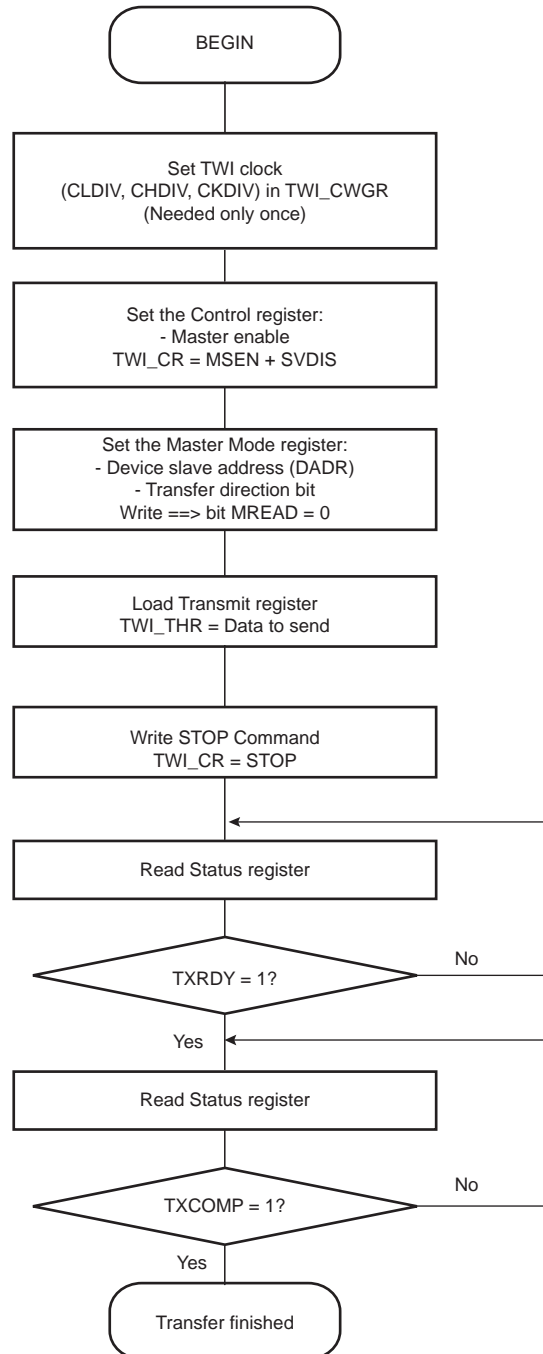 BEGIN
Set TWI clock
(CLDIV, CHDIV, CKDIV) in TWI_CWGR
(Needed only once)
Set the Control register:
- Master enable
TWI_CR = MSEN + SVDIS
Set the Master Mode register:
- Device slave address (DADR)
- Transfer direction bit
Write ==> bit MREAD = 0
Load Transmit register
TWI_THR = Data to send
Write STOP Command
TWI_CR = STOP
Read Status register
No
TXRDY = 1?
Yes
Read Status register
No
TXCOMP = 1?
Yes
Transfer finished